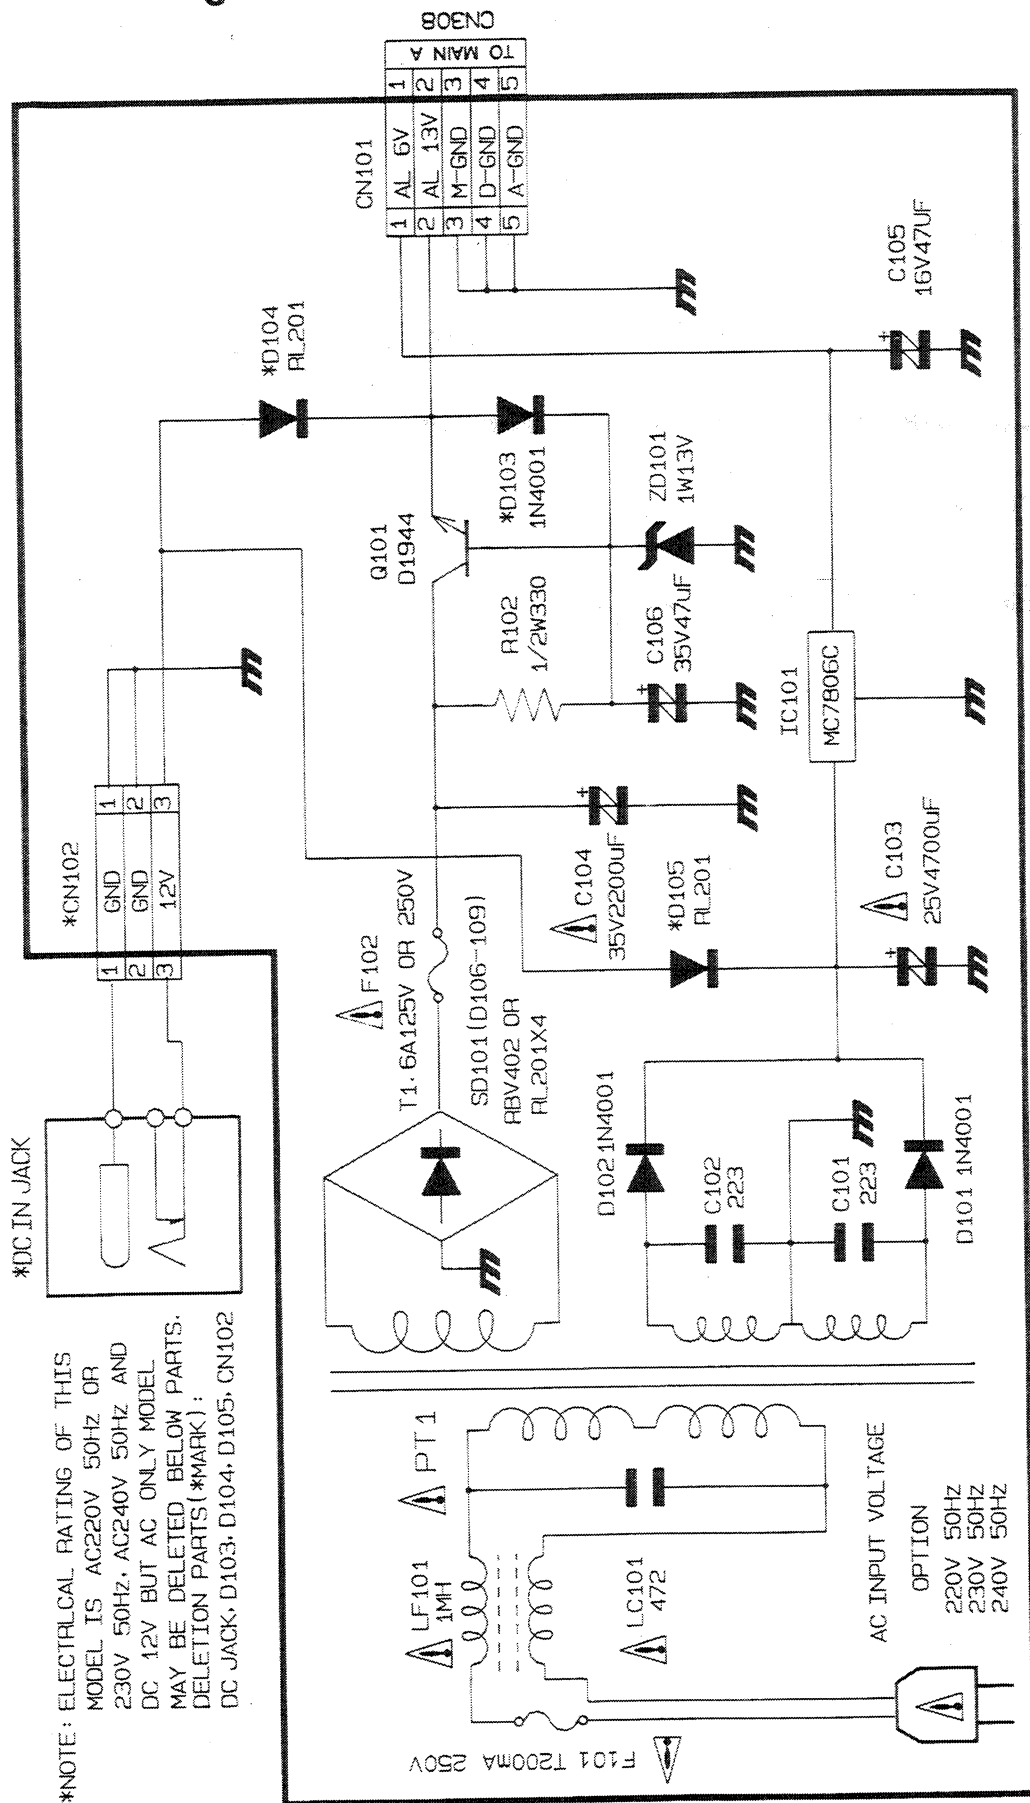 *NOTE: ELECTRLCAL RATING OF THIS
MODEL IS AC220V 50Hz OR
230V 50Hz, AC240V 50Hz AND
DC 12V BUT AC ONLY MODEL
MAY BE DELETED BELOW PARTS.
DELETION PARTS(*MARK):
DC JACK, D103, D104, D105, CN102
*DC IN JACK
*CN102
1 GND 1
2 GND 2
3 12V 3
F101 T200mA 250V
LF101
1MH
PT1
LC101
472
AC INPUT VOLTAGE
OPTION
220V 50Hz
230V 50Hz
240V 50Hz
F102
T1.6A125V OR 250V
SD101(D106-109)
RBV402 OR
RL201X4
D102 1N4001
C102
223
C101
223
D101 1N4001
C104
35V2200uF
*D105
RL201
C103
25V4700uF
Q101
D1944
R102
1/2W330
C106
35V47uF
*D103
1N4001
ZD101
1W13V
*D104
RL201
IC101
MC7806C
C105
16V47UF
CN101
1 AL 6V 1
2 AL 13V 2
3 M-GND 3
4 D-GND 4
5 A-GND 5
TO MAIN A
CN308